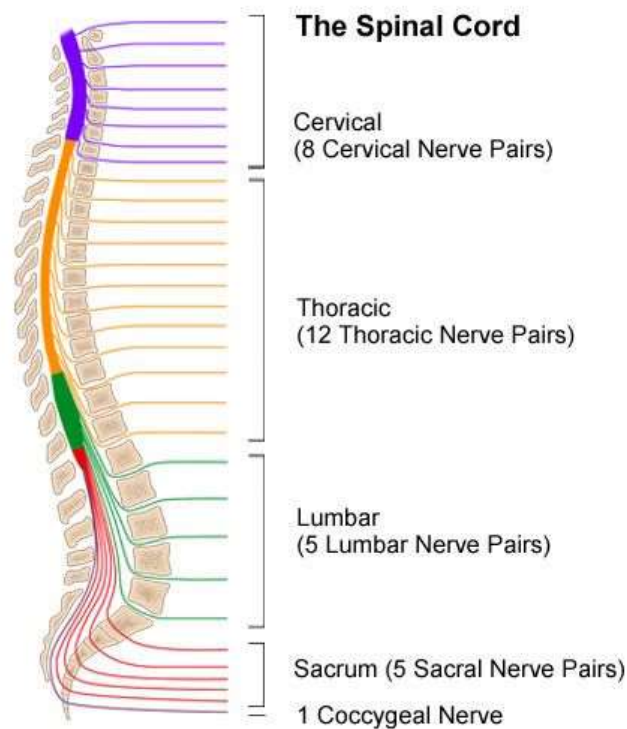 The Spinal Cord
Cervical
(8 Cervical Nerve Pairs)
Thoracic
(12 Thoracic Nerve Pairs)
Lumbar
(5 Lumbar Nerve Pairs)
Sacrum (5 Sacral Nerve Pairs)
1 Coccygeal Nerve